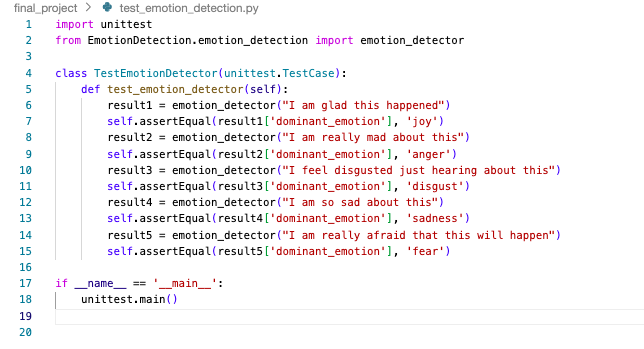 final_project > test_emotion_detection.py
1 import unittest
2 from EmotionDetection.emotion_detection import emotion_detector
3
4 class TestEmotionDetector(unittest.TestCase):
5     def test_emotion_detector(self):
6         result1 = emotion_detector("I am glad this happened")
7         self.assertEqual(result1['dominant_emotion'], 'joy')
8         result2 = emotion_detector("I am really mad about this")
9         self.assertEqual(result2['dominant_emotion'], 'anger')
10         result3 = emotion_detector("I feel disgusted just hearing about this")
11         self.assertEqual(result3['dominant_emotion'], 'disgust')
12         result4 = emotion_detector("I am so sad about this")
13         self.assertEqual(result4['dominant_emotion'], 'sadness')
14         result5 = emotion_detector("I am really afraid that this will happen")
15         self.assertEqual(result5['dominant_emotion'], 'fear')
16
17 if __name__ == '__main__':
18     unittest.main()
19
20